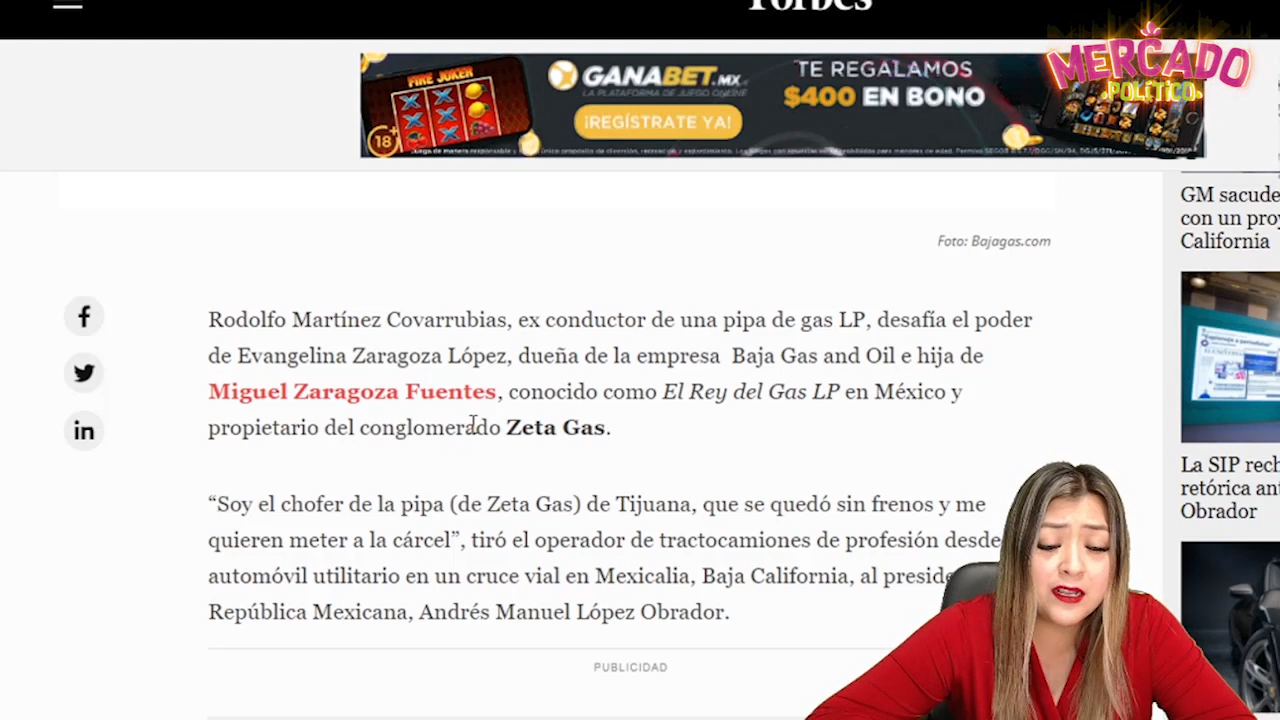 Forbes
MERCADO
POLÍTICO
FIRE JOKER
18+
GANABET.MX
LA PLATAFORMA DE JUEGO ONLINE
¡REGÍSTRATE YA!
TE REGALAMOS
$400 EN BONO
Foto: Bajagas.com
Rodolfo Martínez Covarrubias, ex conductor de una pipa de gas LP, desafía el poder
de Evangelina Zaragoza López, dueña de la empresa Baja Gas and Oil e hija de
Miguel Zaragoza Fuentes, conocido como El Rey del Gas LP en México y
propietario del conglomerado Zeta Gas.
“Soy el chofer de la pipa (de Zeta Gas) de Tijuana, que se quedó sin frenos y me
quieren meter a la cárcel”, tiró el operador de tractocamiones de profesión desde
automóvil utilitario en un cruce vial en Mexicalia, Baja California, al preside
República Mexicana, Andrés Manuel López Obrador.
PUBLICIDAD
GM sacude
con un proy
California
La SIP rech
retórica ant
Obrador